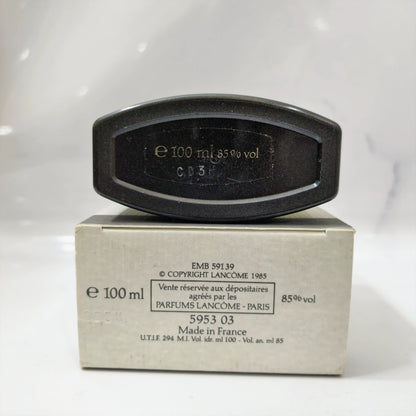 ℮ 100 ml 85% vol
EMB 59139
© COPYRIGHT LANCÔME 1985
℮ 100 ml
Vente réservée aux dépositaires
agréés par les
PARFUMS LANCÔME - PARIS
85% vol
5953 03
Made in France
U.T.I.F. 294 M.I. Vol. idr. ml 100 - Vol. an. ml 85